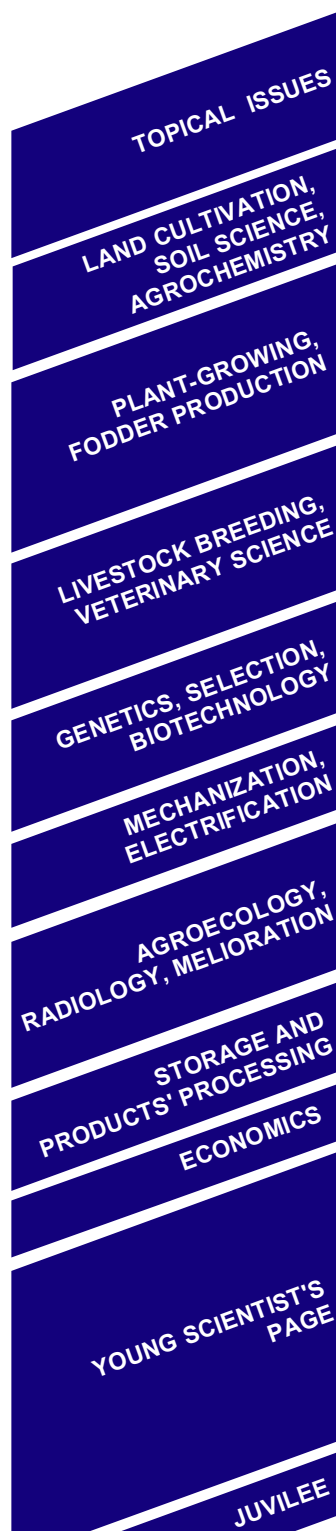 TOPICAL ISSUES
LAND CULTIVATION,
SOIL SCIENCE,
AGROCHEMISTRY
PLANT-GROWING,
FODDER PRODUCTION
LIVESTOCK BREEDING,
VETERINARY SCIENCE
GENETICS, SELECTION,
BIOTECHNOLOGY
MECHANIZATION,
ELECTRIFICATION
AGROECOLOGY,
RADIOLOGY, MELIORATION
STORAGE AND
PRODUCTS' PROCESSING
ECONOMICS
YOUNG SCIENTIST'S
PAGE
JUVILEE